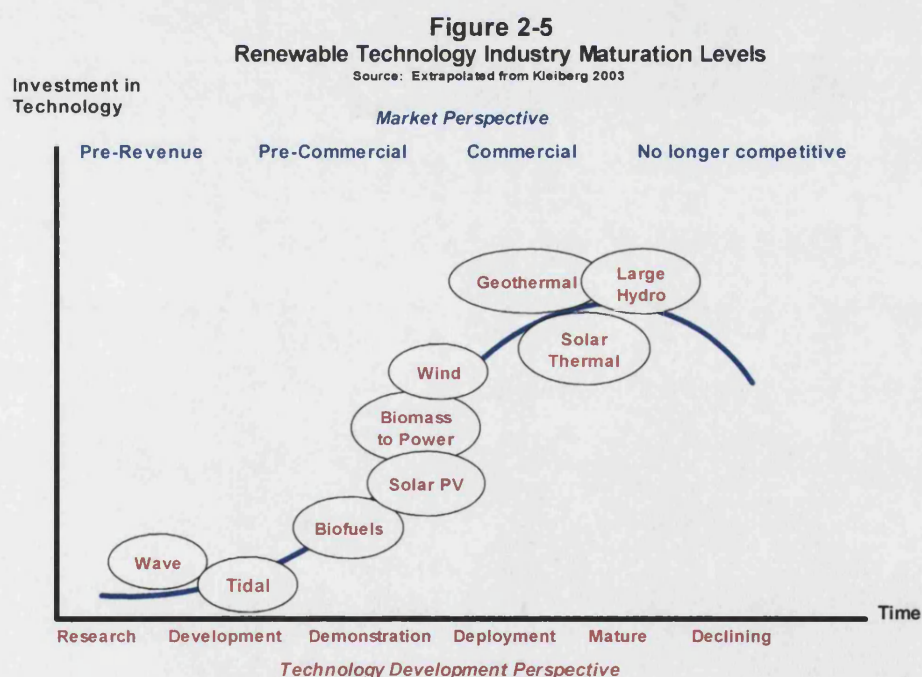 Figure 2-5
Renewable Technology Industry Maturation Levels
Source: Extrapolated from Kleiberg 2003
Investment in
Technology
Market Perspective
Pre-Revenue Pre-Commercial Commercial No longer competitive
Geothermal
Large
Hydro
Solar
Thermal
Wind
Biomass
to Power
Solar PV
Biofuels
Wave
Tidal
Time
Research Development Demonstration Deployment Mature Declining
Technology Development Perspective